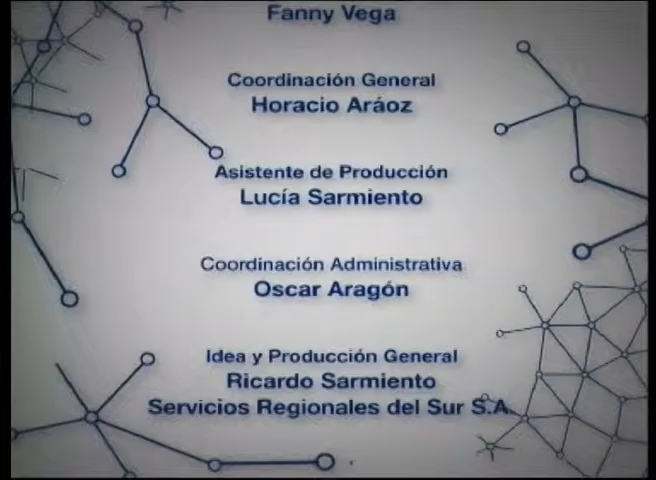 Fanny Vega
Coordinación General
Horacio Aráoz
Asistente de Producción
Lucía Sarmiento
Coordinación Administrativa
Oscar Aragón
Idea y Producción General
Ricardo Sarmiento
Servicios Regionales del Sur S.A.